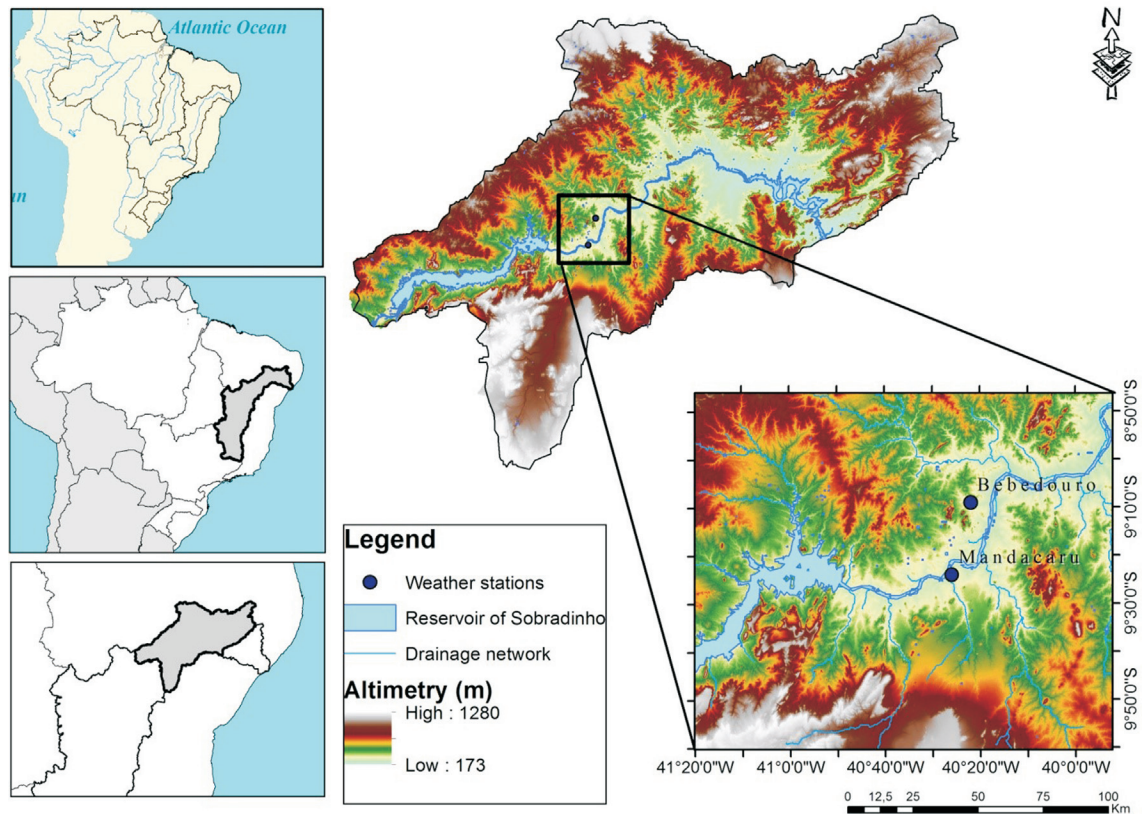 Atlantic Ocean
an
N
Bebedouro
Mandacaru
8°50'0"S
9°10'0"S
9°30'0"S
9°50'0"S
41°20'0"W 41°0'0"W 40°40'0"W 40°20'0"W 40°0'0"W
0 12,5 25 50 75 100
Km
Legend
Weather stations
Reservoir of Sobradinho
Drainage network
Altimetry (m)
High : 1280
Low : 173